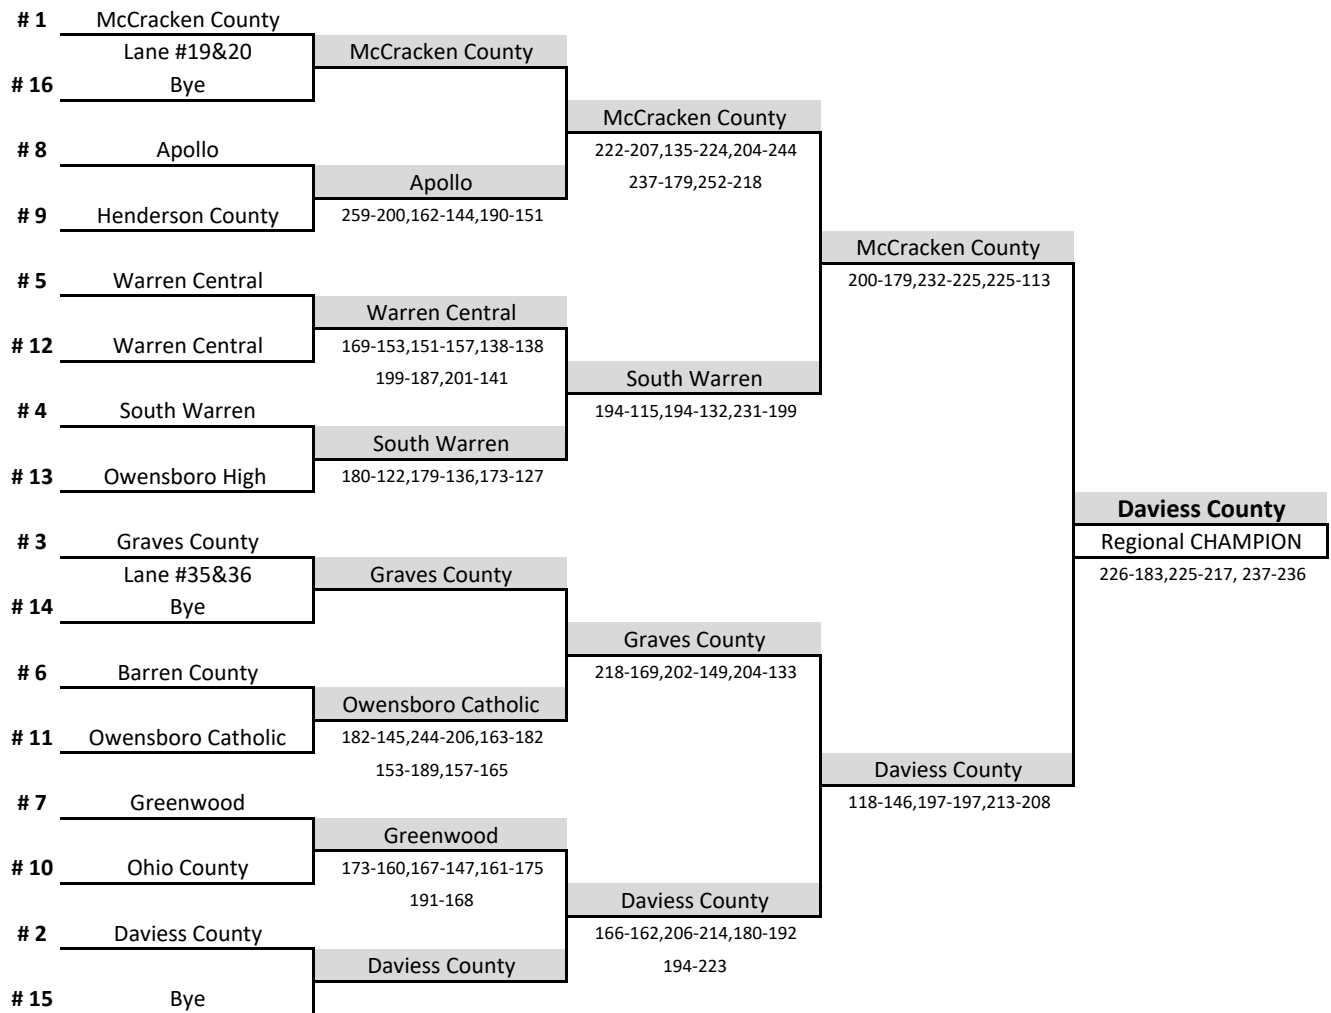 # 1 McCracken County
Lane #19&20 McCracken County
# 16 Bye
McCracken County
# 8 Apollo 222-207,135-224,204-244
Apollo 237-179,252-218
# 9 Henderson County 259-200,162-144,190-151
McCracken County
# 5 Warren Central 200-179,232-225,225-113
Warren Central
# 12 Warren Central 169-153,151-157,138-138
199-187,201-141 South Warren
# 4 South Warren 194-115,194-132,231-199
South Warren
# 13 Owensboro High 180-122,179-136,173-127
Daviess County
# 3 Graves County Regional CHAMPION
Lane #35&36 Graves County 226-183,225-217, 237-236
# 14 Bye
Graves County
# 6 Barren County 218-169,202-149,204-133
Owensboro Catholic
# 11 Owensboro Catholic 182-145,244-206,163-182
153-189,157-165 Daviess County
# 7 Greenwood 118-146,197-197,213-208
Greenwood
# 10 Ohio County 173-160,167-147,161-175
191-168 Daviess County
# 2 Daviess County 166-162,206-214,180-192
Daviess County 194-223
# 15 Bye